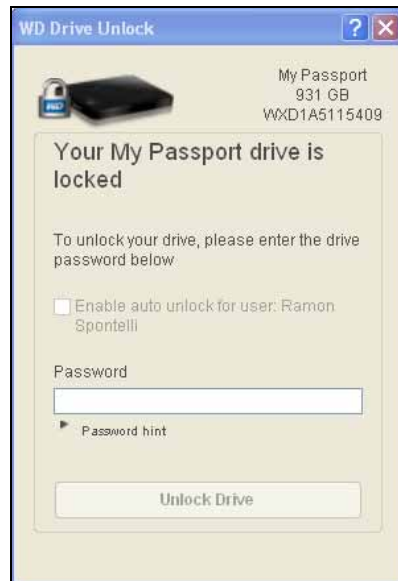 WD Drive Unlock
?
My Passport
931 GB
WXD1A5115409
WD
Your My Passport drive is
locked
To unlock your drive, please enter the drive
password below
Enable auto unlock for user: Ramon
Spontelli
Password
Password hint
Unlock Drive